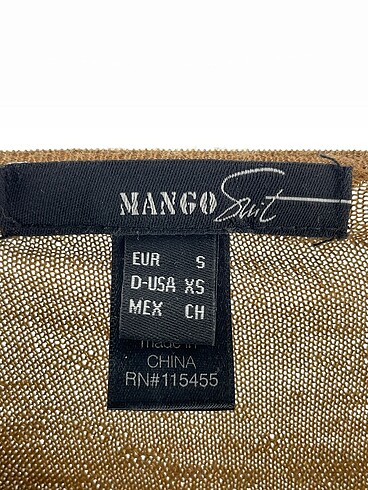 MANGO Suit
EUR S
D-USA XS
MEX CH
made in
CHINA
RN#115455